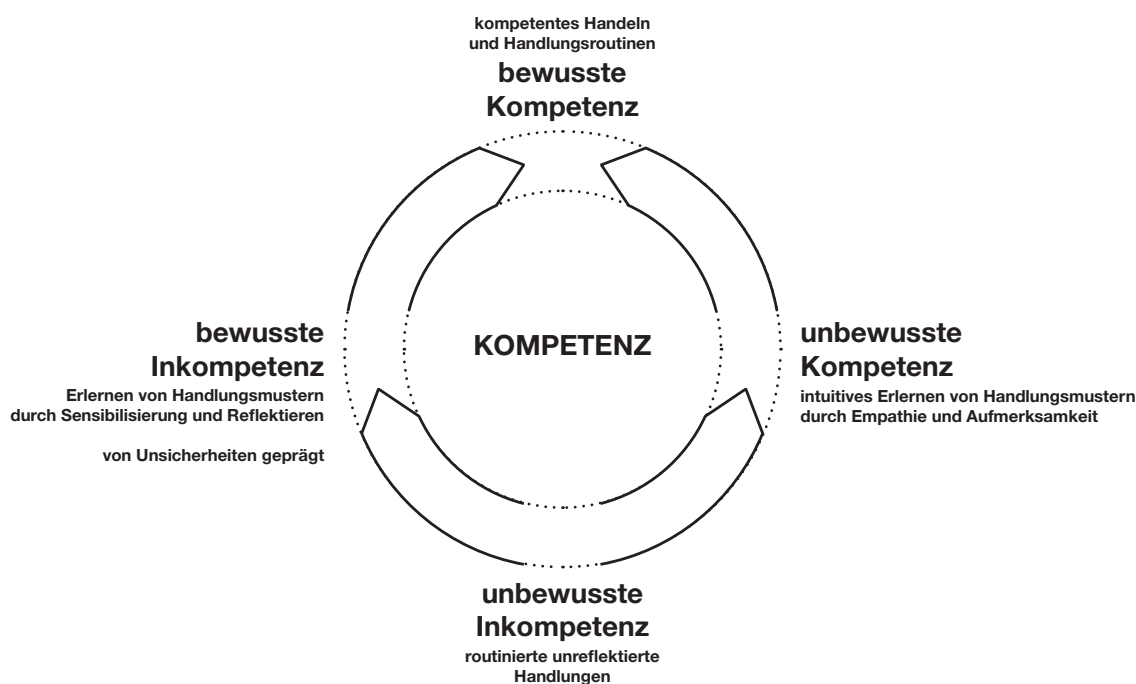 kompetentes Handeln
und Handlungsroutinen
bewusste
Kompetenz
bewusste
Inkompetenz
Erlernen von Handlungsmustern
durch Sensibilisierung und Reflektieren
von Unsicherheiten geprägt
KOMPETENZ
unbewusste
Kompetenz
intuitives Erlernen von Handlungsmustern
durch Empathie und Aufmerksamkeit
unbewusste
Inkompetenz
routinierte unreflektierte
Handlungen